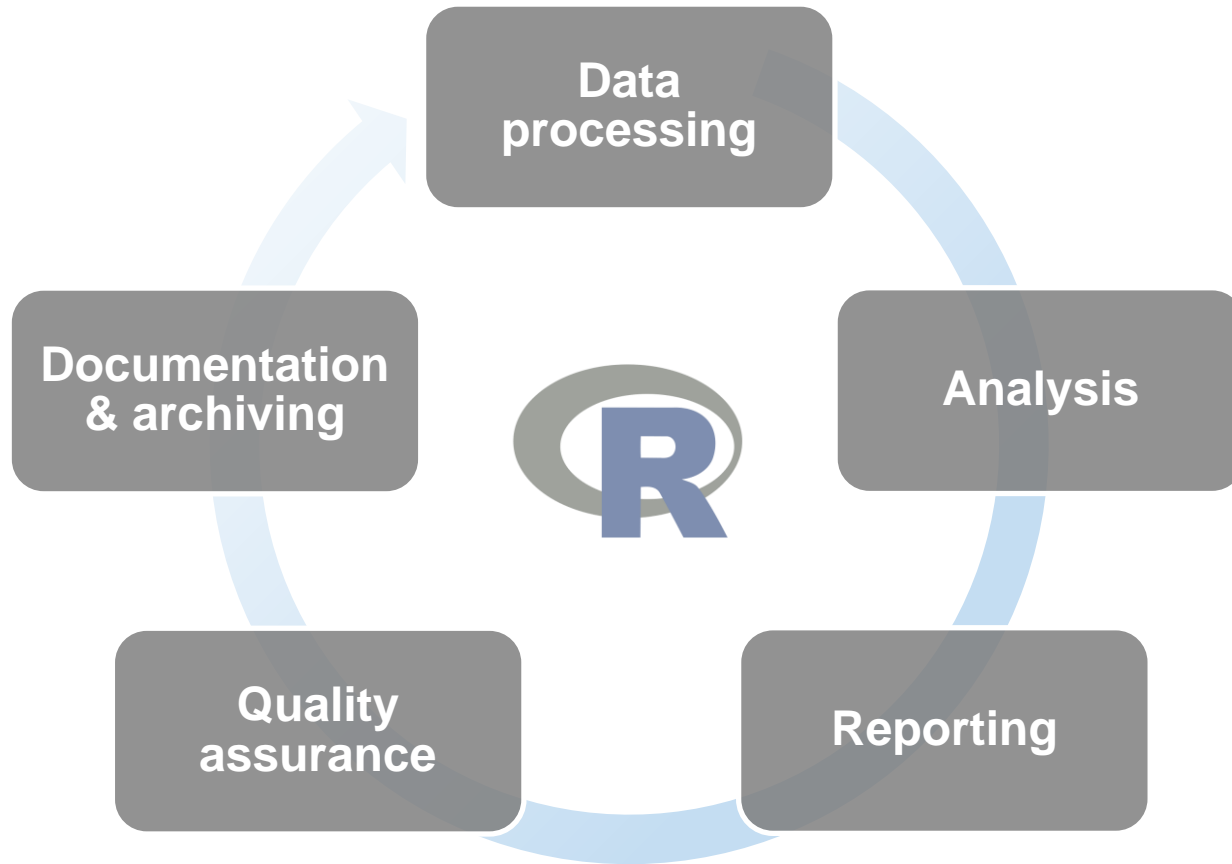 Data
processing
Analysis
Reporting
Quality
assurance
Documentation
& archiving
R